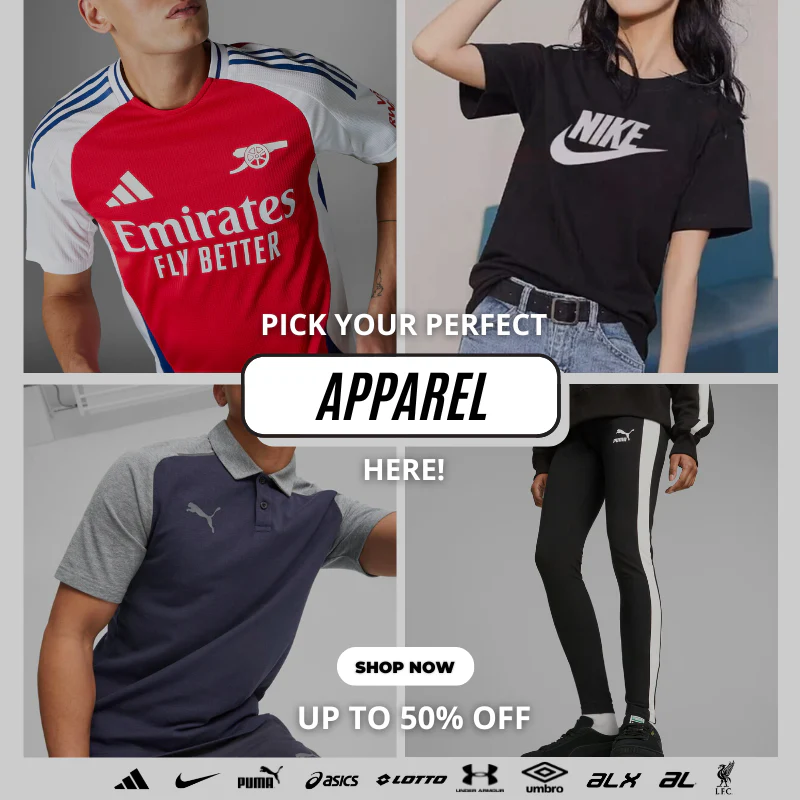 Emirates
FLY BETTER
NIKE
PICK YOUR PERFECT
APPAREL
HERE!
PUMA
SHOP NOW
UP TO 50% OFF
PUMA
asics
LOTTO
UNDER ARMOUR
umbro
ALX
AL
L.F.C.